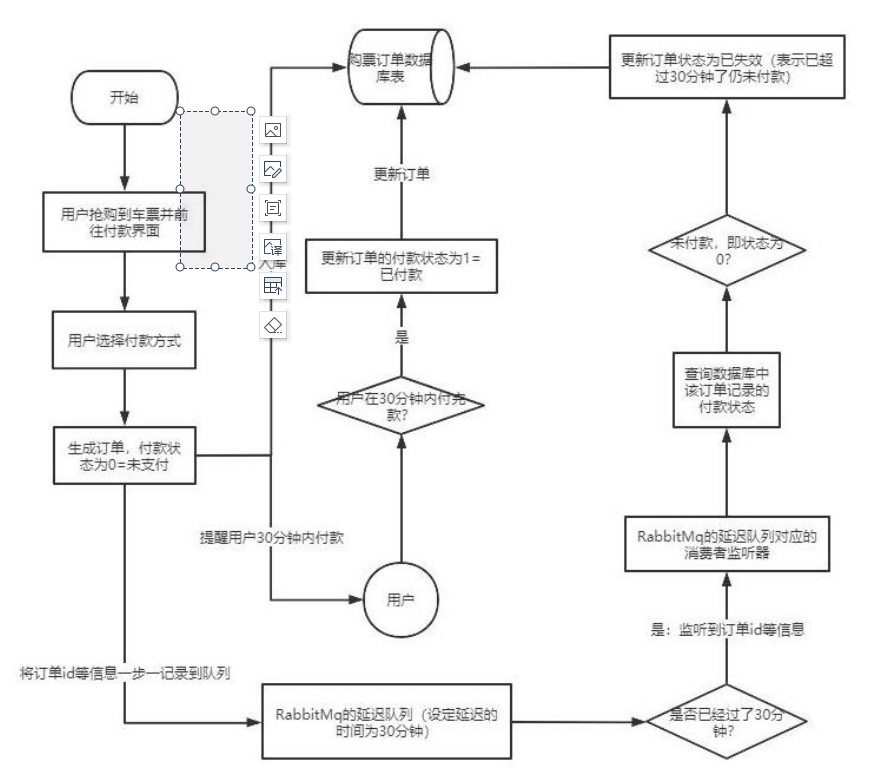 开始
用户抢购到车票并前
往付款界面
用户选择付款方式
生成订单，付款状
态为0=未支付
将订单id等信息一步一记录到队列
入库
提醒用户30分钟内付款
购票订单数据
库表
更新订单
更新订单的付款状态为1=
已付款
是
用户在30分钟内付完
款?
用户
RabbitMq的延迟队列（设定延迟的
时间为30分钟）
更新订单状态为已失效（表示已超
过30分钟了仍未付款）
未付款，即状态为
0?
查询数据库中
该订单记录的
付款状态
RabbitMq的延迟队列对应的
消费者监听器
是：监听到订单id等信息
是否已经过了30分
钟?